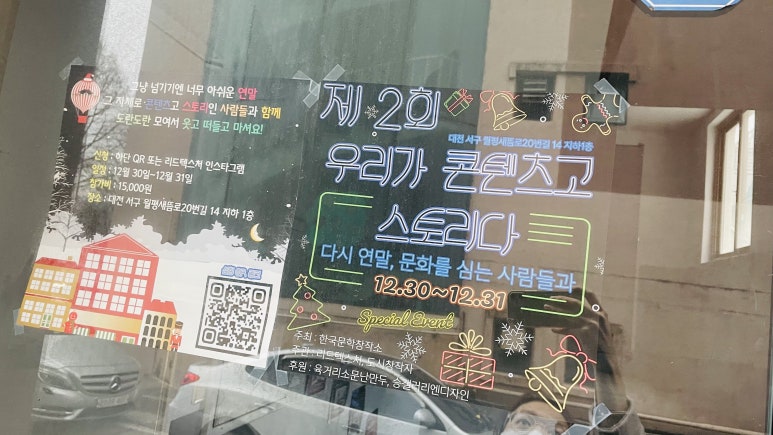 그냥 넘기기엔 너무 아쉬운 연말
그 자체로 콘텐츠고 스토리인 사람들과 함께
도란도란 모여서 웃고 떠들고 마셔요!
신청 : 하단 QR 또는 리드텍스처 인스타그램
일정 : 12월 30일~12월 31일
참가비 : 15,000원
장소 : 대전 서구 월평새뜸로20번길 14 지하 1층
제 2회
대전 서구 월평새뜸로20번길 14 지하1층
우리가 콘텐츠고
스토리다
다시 연말, 문화를 심는 사람들과
12.30~12.31
Special Event
주최 : 한국문학창작소
주관 : 리드텍스처, 도시창작자
후원 : 육거리소문난만두, 송갤러리엔디자인